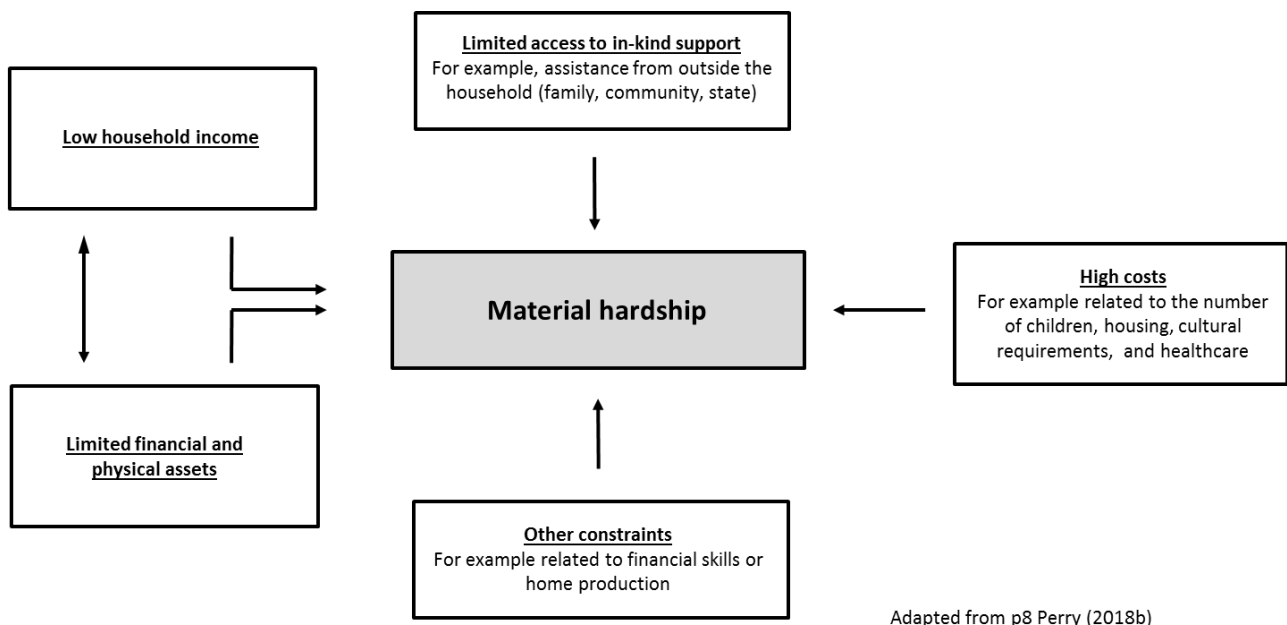 Limited access to in-kind support
For example, assistance from outside the
household (family, community, state)
Low household income
Material hardship
High costs
For example related to the number
of children, housing, cultural
requirements,  and healthcare
Limited financial and
physical assets
Other constraints
For example related to financial skills or
home production
Adapted from p8 Perry (2018b)